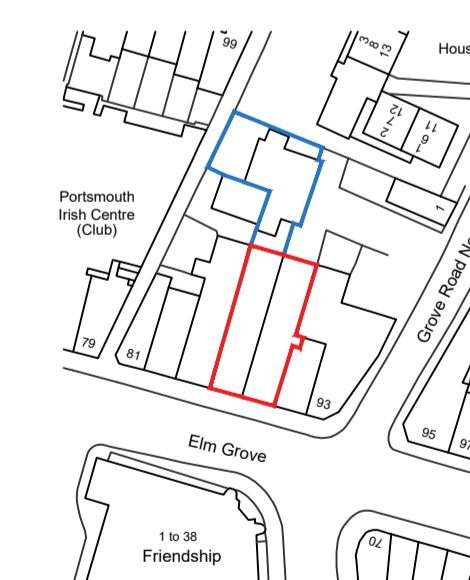 99
3
8
13
Hous
12
7
2
11
6
1
Portsmouth
Irish Centre
(Club)
1
Grove Road No
79
81
93
95
97
Elm Grove
1 to 38
Friendship
70